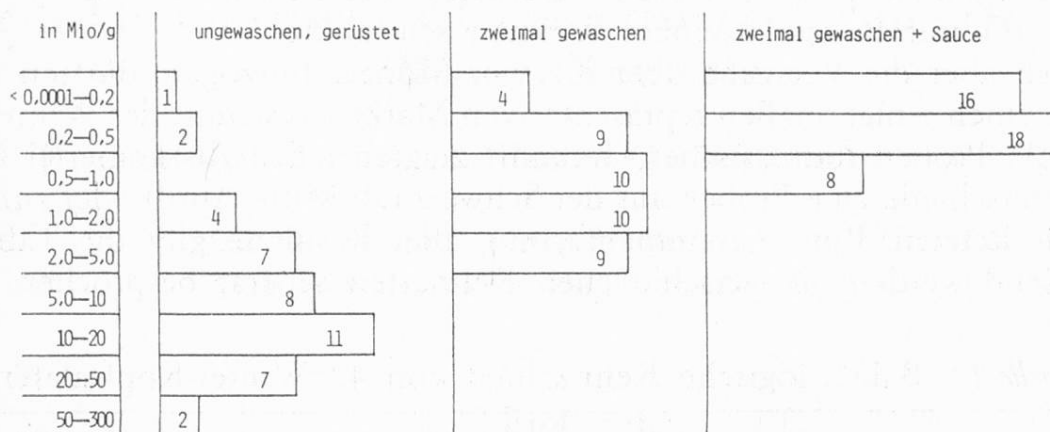 in Mio/g ungewaschen, gerüstet zweimal gewaschen zweimal gewaschen + Sauce
< 0.0001—0.2 1 4 16
0.2—0.5 2 9 18
0.5—1.0 10 8
1.0—2.0 4 10
2.0—5.0 7 9
5.0—10 8
10—20 11
20—50 7
50—300 2